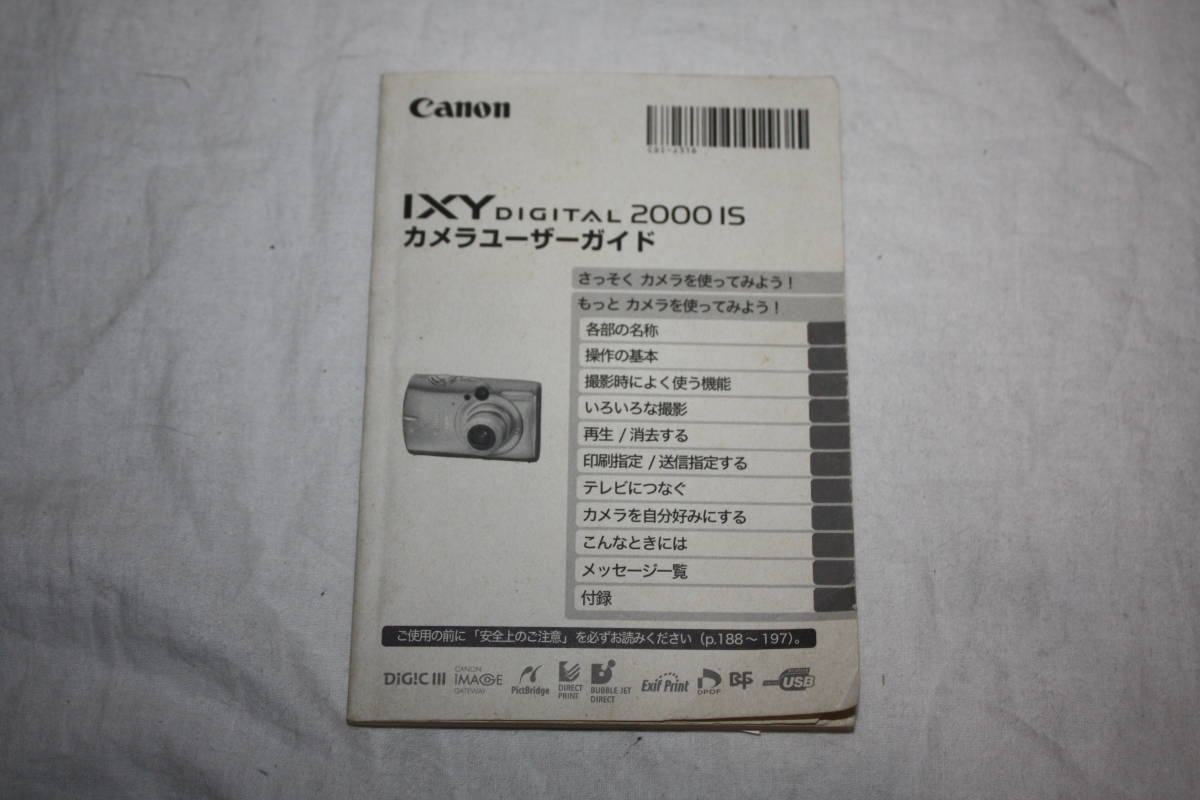 Canon
IXY DIGITAL 2000 IS
カメラユーザーガイド
さっそく カメラを使ってみよう！
もっと カメラを使ってみよう！
各部の名称
操作の基本
撮影時によく使う機能
いろいろな撮影
再生 / 消去する
印刷指定 / 送信指定する
テレビにつなぐ
カメラを自分好みにする
こんなときには
メッセージ一覧
付録
ご使用の前に「安全上のご注意」を必ずお読みください（p.188～197）。
DIGIC III
CANON
IMAGE
GATEWAY
PictBridge
DIRECT
PRINT
BUBBLE JET
DIRECT
Exif Print
DPOF
USB